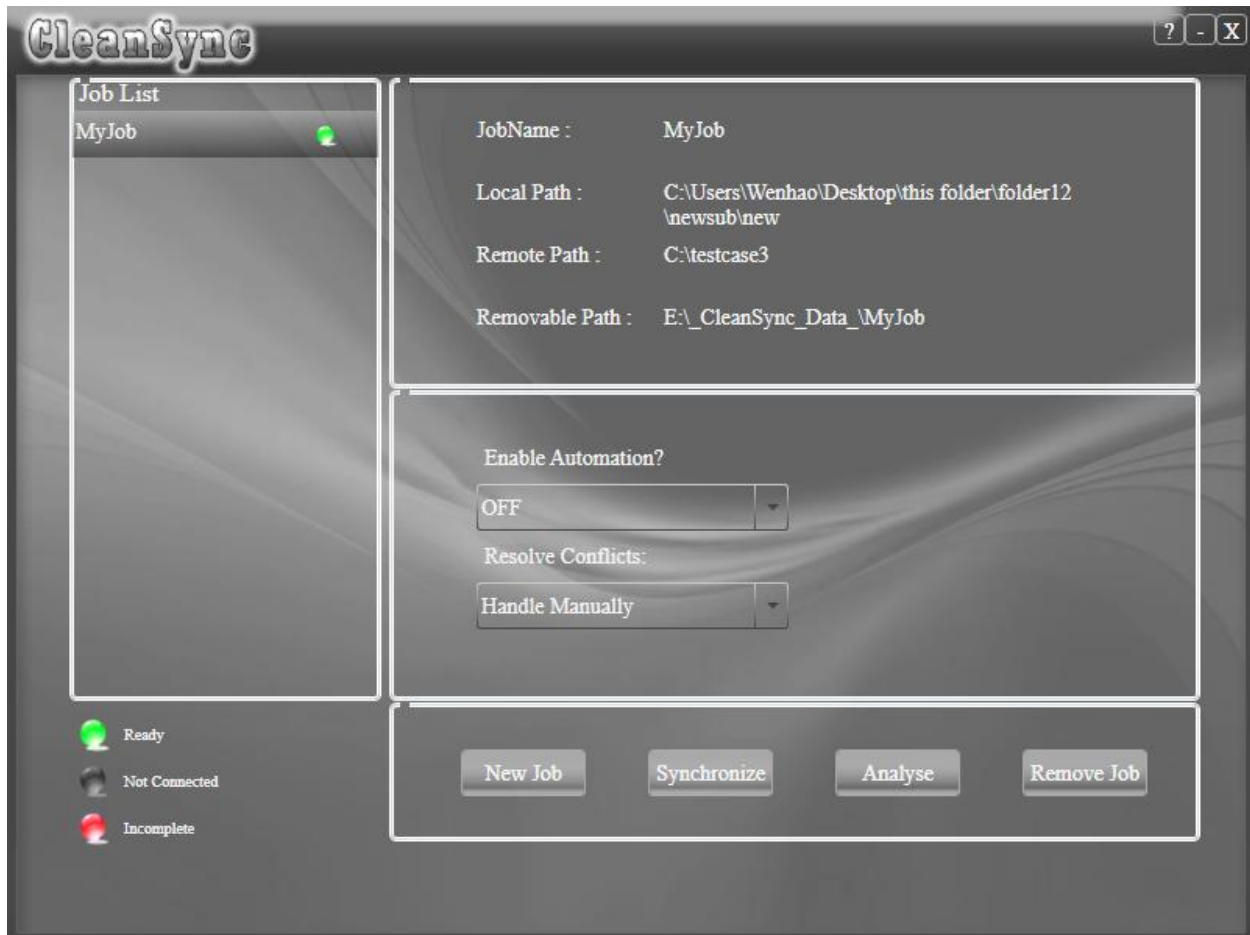 CleanSync
? - X
Job List
MyJob
JobName : MyJob
Local Path : C:\Users\Wenhao\Desktop\this folder\folder12
\newsub\new
Remote Path : C:\testcase3
Removable Path : E:\_CleanSync_Data_\MyJob
Enable Automation?
OFF
Resolve Conflicts:
Handle Manually
Ready
Not Connected
Incomplete
New Job Synchronize Analyse Remove Job